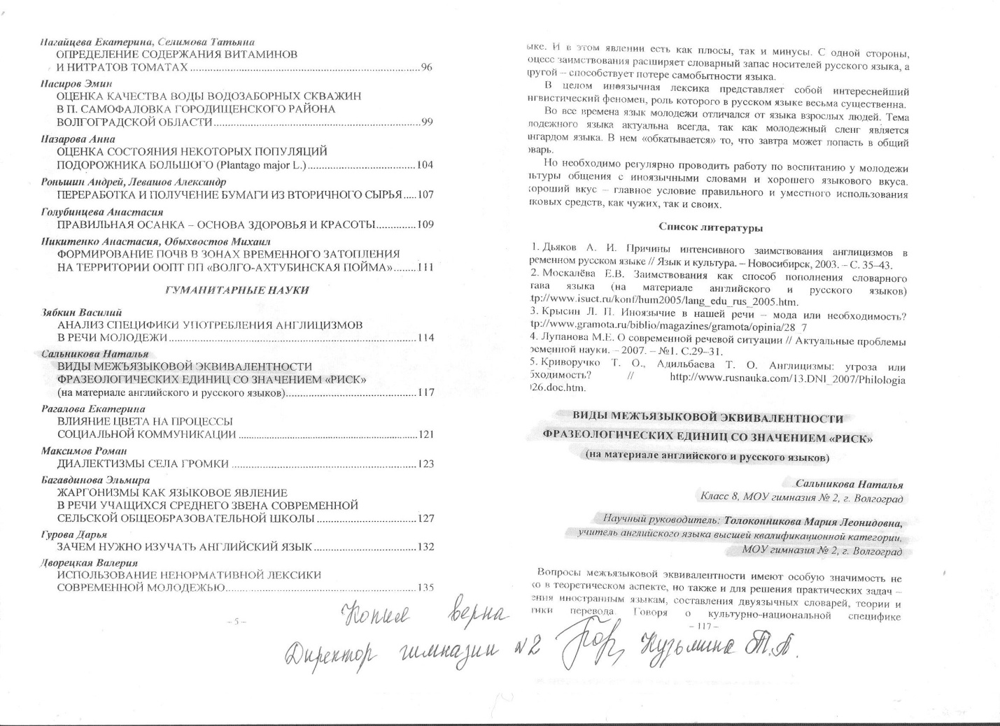 Нагайцева Екатерина, Селимова Татьяна
ОПРЕДЕЛЕНИЕ СОДЕРЖАНИЯ ВИТАМИНОВ
И НИТРАТОВ ТОМАТАХ ........ 96
Насиров Эмин
ОЦЕНКА КАЧЕСТВА ВОДЫ ВОДОЗАБОРНЫХ СКВАЖИН
В П. САМОФАЛОВКА ГОРОДИЩЕНСКОГО РАЙОНА
ВОЛГОГРАДСКОЙ ОБЛАСТИ ........ 99
Назарова Анна
ОЦЕНКА СОСТОЯНИЯ НЕКОТОРЫХ ПОПУЛЯЦИЙ
ПОДОРОЖНИКА БОЛЬШОГО (Plantago major L.) ........ 104
Роньшин Андрей, Левашов Александр
ПЕРЕРАБОТКА И ПОЛУЧЕНИЕ БУМАГИ ИЗ ВТОРИЧНОГО СЫРЬЯ ..... 107
Голубинцева Анастасия
ПРАВИЛЬНАЯ ОСАНКА – ОСНОВА ЗДОРОВЬЯ И КРАСОТЫ ........ 109
Никитенко Анастасия, Обыхвостов Михаил
ФОРМИРОВАНИЕ ПОЧВ В ЗОНАХ ВРЕМЕННОГО ЗАТОПЛЕНИЯ
НА ТЕРРИТОРИИ ООПТ ПП «ВОЛГО-АХТУБИНСКАЯ ПОЙМА» ........ 111
ГУМАНИТАРНЫЕ НАУКИ
Зябкин Василий
АНАЛИЗ СПЕЦИФИКИ УПОТРЕБЛЕНИЯ АНГЛИЦИЗМОВ
В РЕЧИ МОЛОДЕЖИ ........ 114
Сальникова Наталья
ВИДЫ МЕЖЪЯЗЫКОВОЙ ЭКВИВАЛЕНТНОСТИ
ФРАЗЕОЛОГИЧЕСКИХ ЕДИНИЦ СО ЗНАЧЕНИЕМ «РИСК»
(на материале английского и русского языков) ........ 117
Рагалова Екатерина
ВЛИЯНИЕ ЦВЕТА НА ПРОЦЕССЫ
СОЦИАЛЬНОЙ КОММУНИКАЦИИ ........ 121
Максимов Роман
ДИАЛЕКТИЗМЫ СЕЛА ГРОМКИ ........ 123
Багавдинова Эльмира
ЖАРГОНИЗМЫ КАК ЯЗЫКОВОЕ ЯВЛЕНИЕ
В РЕЧИ УЧАЩИХСЯ СРЕДНЕГО ЗВЕНА СОВРЕМЕННОЙ
СЕЛЬСКОЙ ОБЩЕОБРАЗОВАТЕЛЬНОЙ ШКОЛЫ ........ 127
Гурова Дарья
ЗАЧЕМ НУЖНО ИЗУЧАТЬ АНГЛИЙСКИЙ ЯЗЫК ........ 132
Дворецкая Валерия
ИСПОЛЬЗОВАНИЕ НЕНОРМАТИВНОЙ ЛЕКСИКИ
СОВРЕМЕННОЙ МОЛОДЕЖЬЮ ........ 135
– 5 –
ыке. И в этом явлении есть как плюсы, так и минусы. С одной стороны,
оцесс заимствования расширяет словарный запас носителей русского языка, а
другой – способствует потере самобытности языка.
В целом иноязычная лексика представляет собой интереснейший
нгвистический феномен, роль которого в русском языке весьма существенна.
Во все времена язык молодежи отличался от языка взрослых людей. Тема
лодежного языка актуальна всегда, так как молодежный сленг является
ангардом языка. В нем «обкатывается» то, что завтра может попасть в общий
оварь.
Но необходимо регулярно проводить работу по воспитанию у молодежи
льтуры общения с иноязычными словами и хорошего языкового вкуса.
хороший вкус – главное условие правильного и уместного использования
ыковых средств, как чужих, так и своих.
Список литературы
1. Дьяков А. И. Причины интенсивного заимствования англицизмов в
ременном русском языке // Язык и культура. – Новосибирск, 2003. – С. 35–43.
2. Москалёва Е.В. Заимствования как способ пополнения словарного
тава языка (на материале английского и русского языков)
tp://www.isuct.ru/konf/hum2005/lang_edu_rus_2005.htm.
3. Крысин Л. П. Иноязычие в нашей речи – мода или необходимость?
tp://www.gramota.ru/biblio/magazines/gramota/opinia/28_7
4. Лупанова М.Е. О современной речевой ситуации // Актуальные проблемы
ременной науки. – 2007. – №1. С.29–31.
5. Криворучко Т. О., Адильбаева Т. О. Англицизмы: угроза или
бходимость? // http://www.rusnauka.com/13.DNI_2007/Philologia
026.doc.htm.
ВИДЫ МЕЖЪЯЗЫКОВОЙ ЭКВИВАЛЕНТНОСТИ
ФРАЗЕОЛОГИЧЕСКИХ ЕДИНИЦ СО ЗНАЧЕНИЕМ «РИСК»
(на материале английского и русского языков)
Сальникова Наталья
Класс 8, МОУ гимназия № 2, г. Волгоград
Научный руководитель: Толоконникова Мария Леонидовна,
учитель английского языка высшей квалификационной категории,
МОУ гимназия № 2, г. Волгоград
Вопросы межъязыковой эквивалентности имеют особую значимость не
ко в теоретическом аспекте, но также и для решения практических задач –
ения иностранным языкам, составления двуязычных словарей, теории и
тики перевода. Говоря о культурно-национальной специфике
– 117 –
Копия верна
Директор гимназии №2 Кузьмина Т.А.